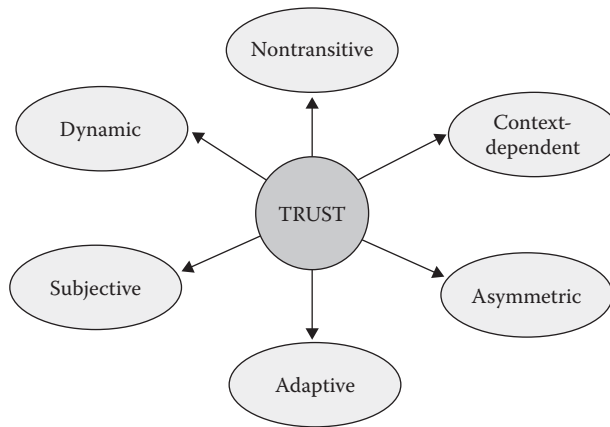 Nontransitive
Dynamic
Context-
dependent
TRUST
Subjective
Asymmetric
Adaptive